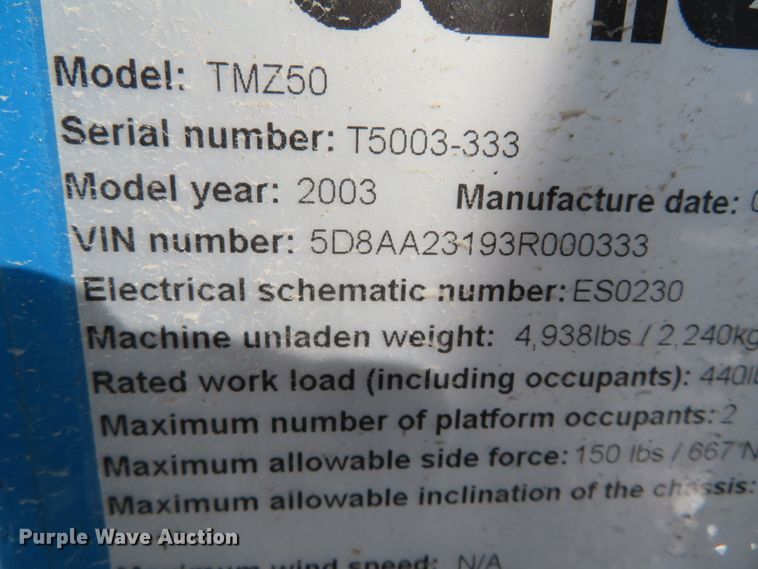 Model: TMZ50
Serial number: T5003-333
Model year: 2003 Manufacture date:
VIN number: 5D8AA23193R000333
Electrical schematic number: ES0230
Machine unladen weight: 4,938lbs / 2,240kg
Rated work load (including occupants): 440lb
Maximum number of platform occupants: 2
Maximum allowable side force: 150 lbs / 667 N
Maximum allowable inclination of the chassis:
Purple Wave Auction
Maximum wind speed: N/A